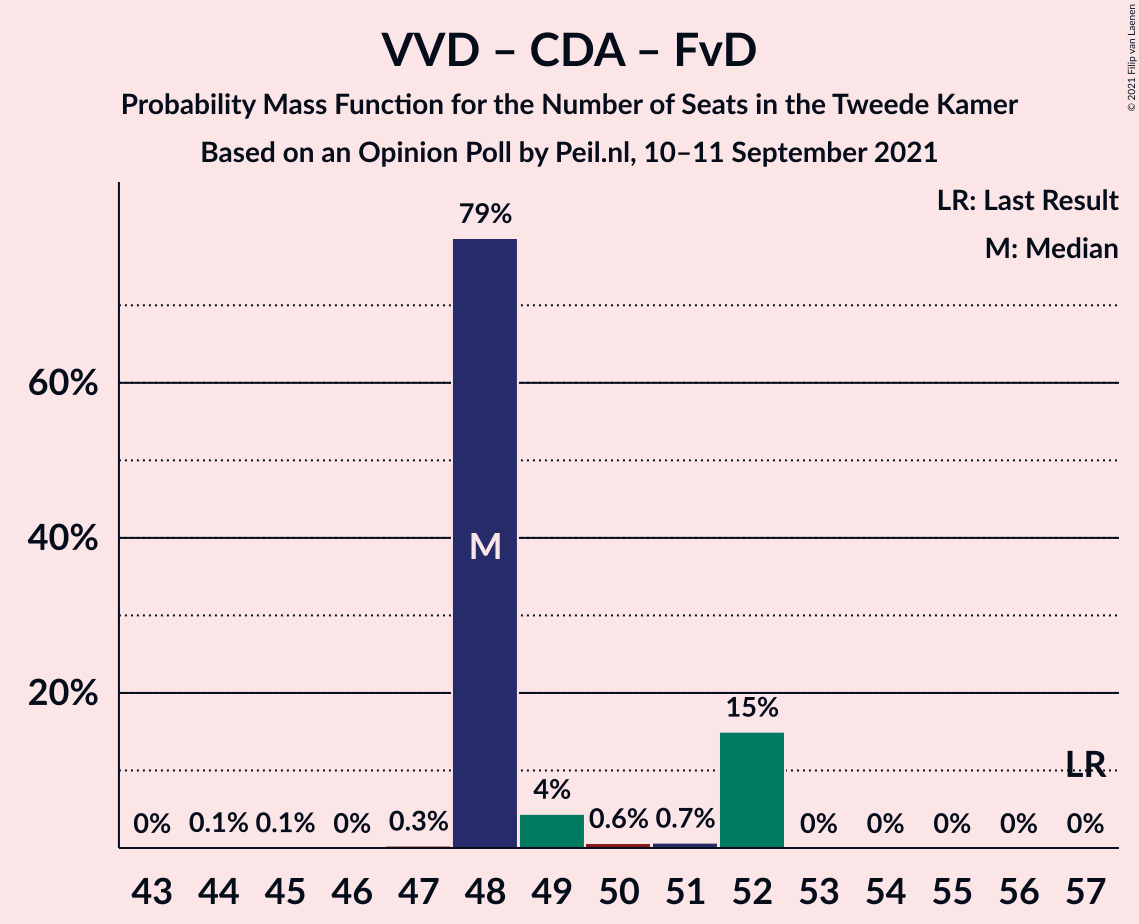 VVD – CDA – FvD
Probability Mass Function for the Number of Seats in the Tweede Kamer
Based on an Opinion Poll by Peil.nl, 10–11 September 2021
© 2021 Filip van Laenen
LR: Last Result
M: Median
60%
40%
20%
0% 0.1% 0.1% 0% 0.3% 79% 4% 0.6% 0.7% 15% 0% 0% 0% 0% 0%
M
LR
43 44 45 46 47 48 49 50 51 52 53 54 55 56 57